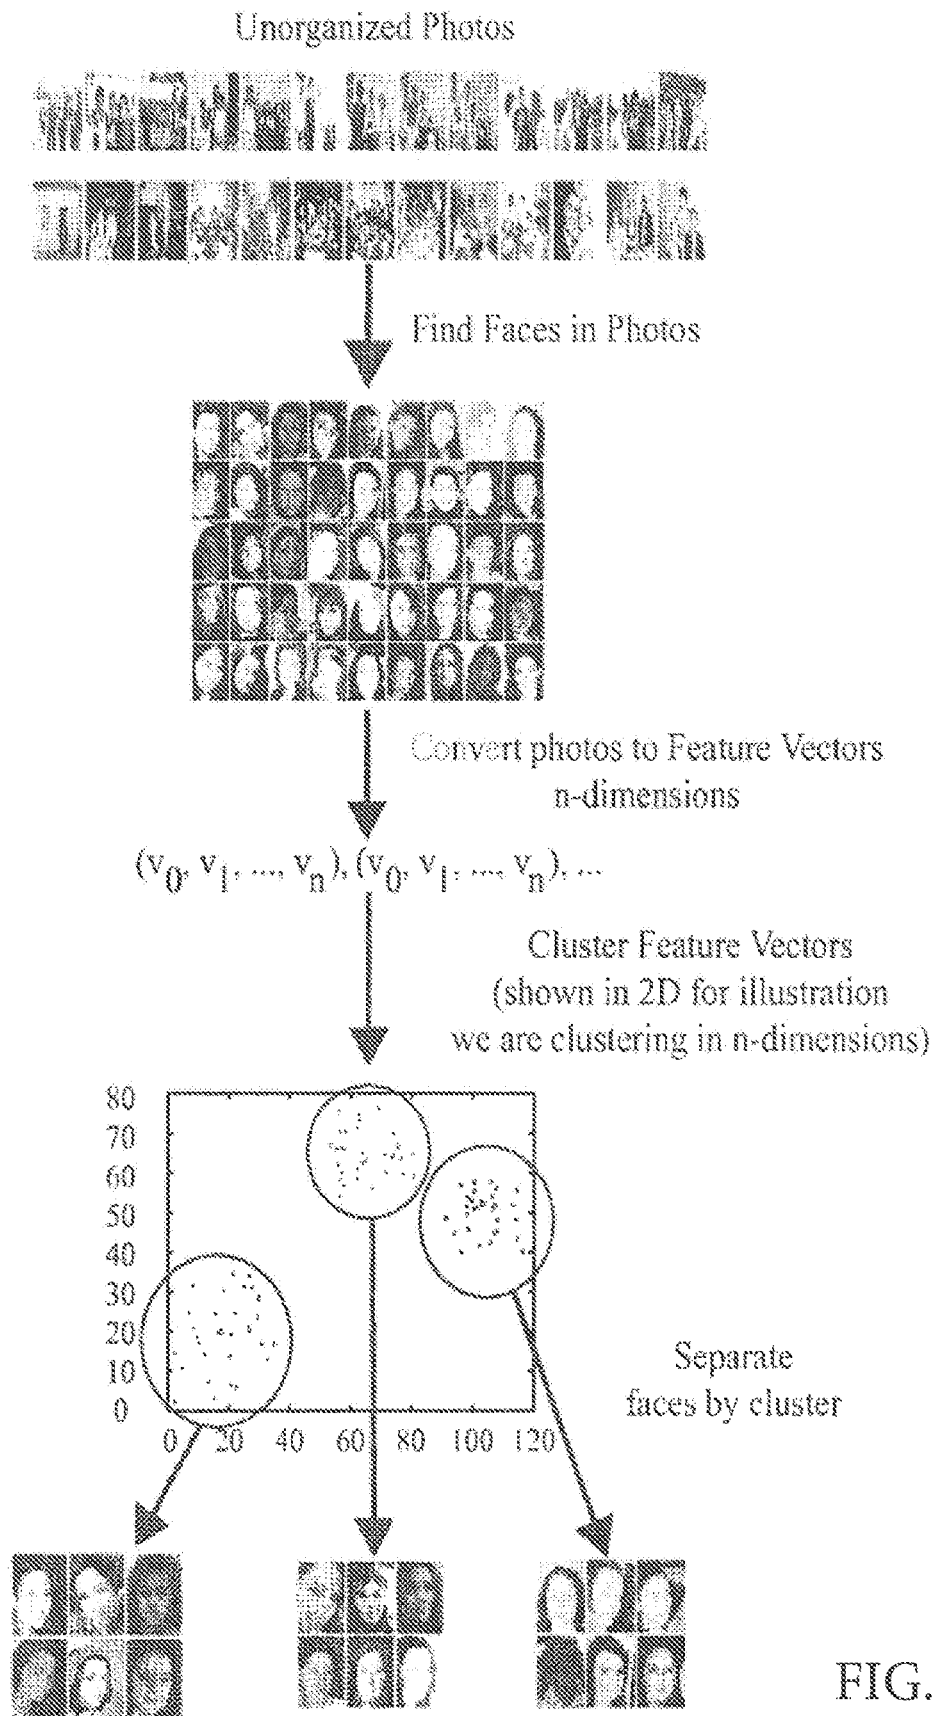 Unorganized Photos
Find Faces in Photos
Convert photos to Feature Vectors
n-dimensions
(v0, v1, ..., vn), (v0, v1, ..., vn), ...
Cluster Feature Vectors
(shown in 2D for illustration
we are clustering in n-dimensions)
80
70
60
50
40
30
20
10
0
0 20 40 60 80 100 120
Separate
faces by cluster
FIG.